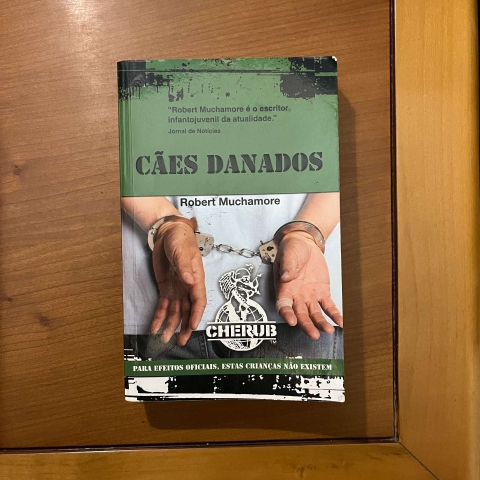 “Robert Muchamore é o escritor
infantojuvenil da atualidade.”
Jornal de Notícias
CÃES DANADOS
Robert Muchamore
CHERUB
PARA EFEITOS OFICIAIS, ESTAS CRIANÇAS NÃO EXISTEM